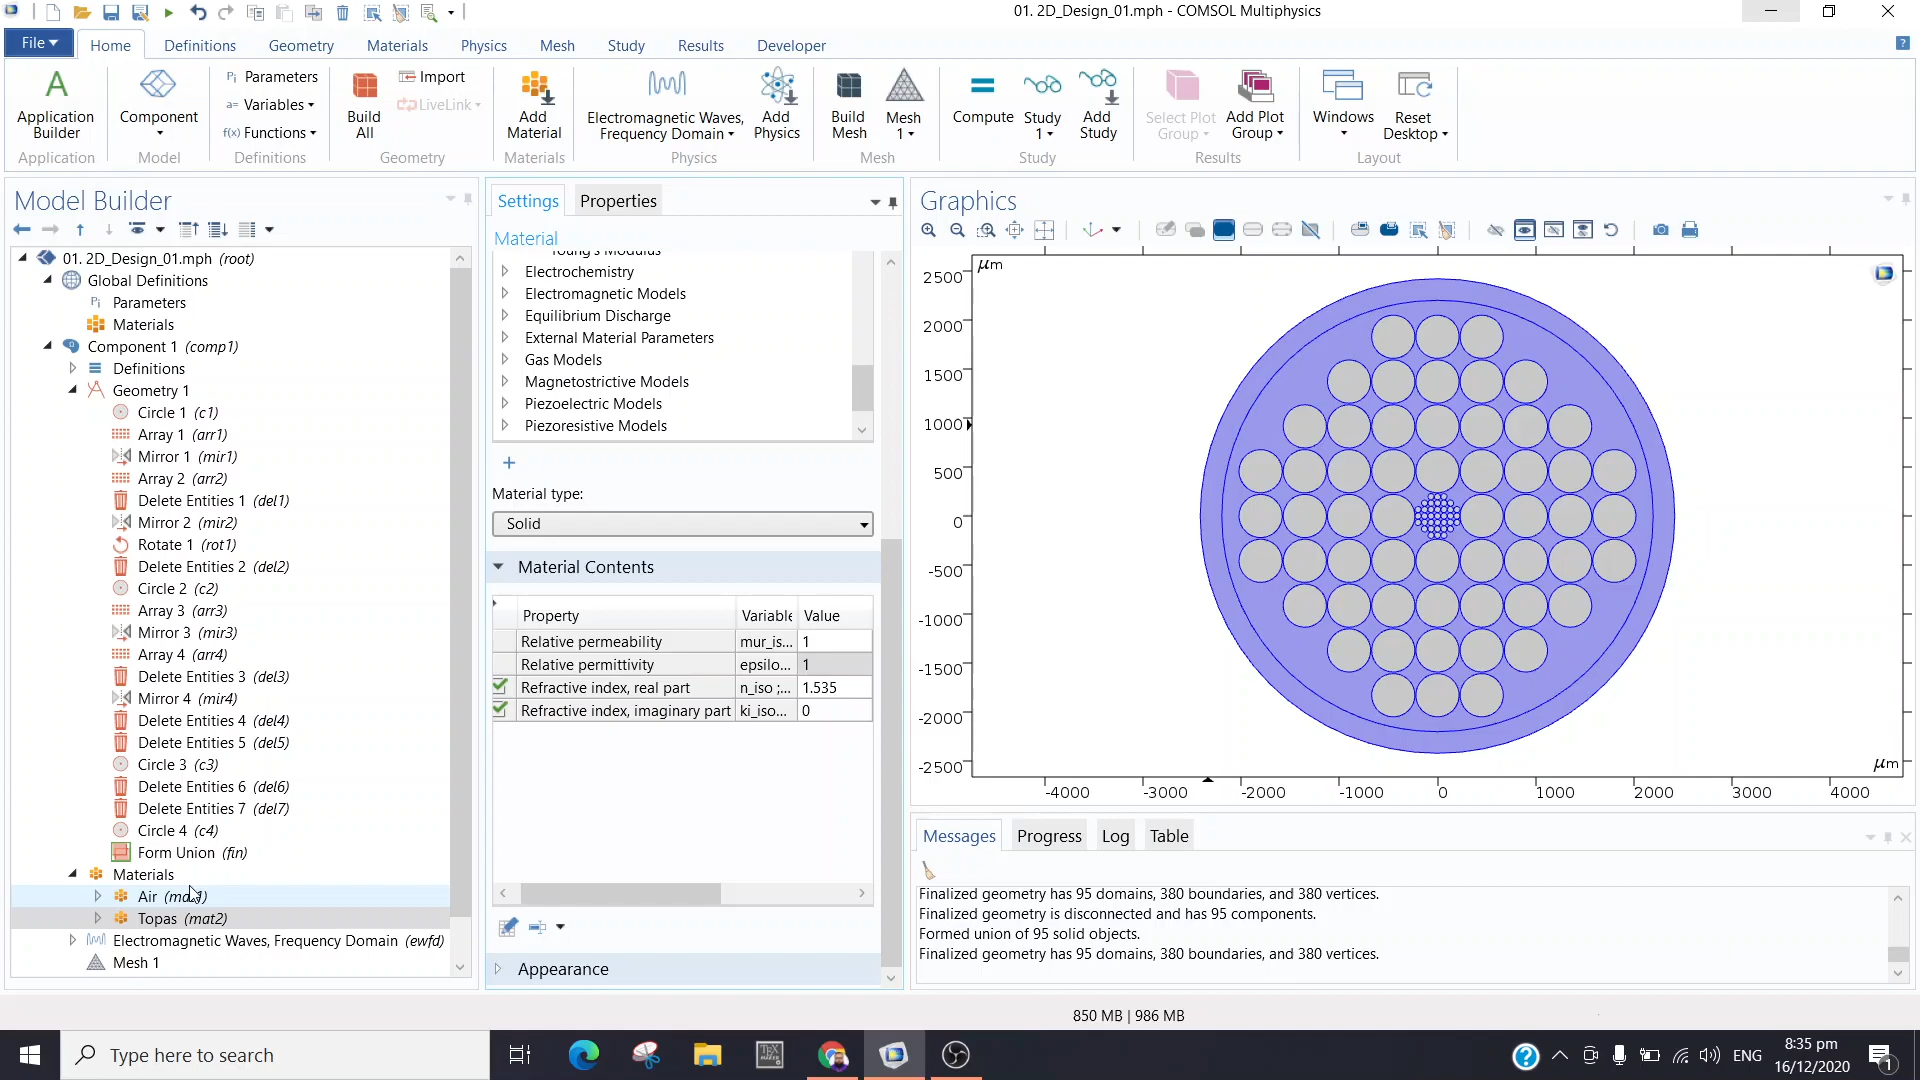 01. 2D_Design_01.mph - COMSOL Multiphysics
File
Home
Definitions
Geometry
Materials
Physics
Mesh
Study
Results
Developer
Application Builder
Component
Pi Parameters
a= Variables
f(x) Functions
Build All
Import
LiveLink
Add Material
Electromagnetic Waves, Frequency Domain
Add Physics
Build Mesh
Mesh 1
Compute
Study 1
Add Study
Select Plot Group
Add Plot Group
Windows
Reset Desktop
Application
Model
Definitions
Geometry
Materials
Physics
Mesh
Study
Results
Layout
Model Builder
01. 2D_Design_01.mph (root)
Global Definitions
Pi Parameters
Materials
Component 1 (comp1)
Definitions
Geometry 1
Circle 1 (c1)
Array 1 (arr1)
Mirror 1 (mir1)
Array 2 (arr2)
Delete Entities 1 (del1)
Mirror 2 (mir2)
Rotate 1 (rot1)
Delete Entities 2 (del2)
Circle 2 (c2)
Array 3 (arr3)
Mirror 3 (mir3)
Array 4 (arr4)
Delete Entities 3 (del3)
Mirror 4 (mir4)
Delete Entities 4 (del4)
Delete Entities 5 (del5)
Circle 3 (c3)
Delete Entities 6 (del6)
Delete Entities 7 (del7)
Circle 4 (c4)
Form Union (fin)
Materials
Air
Topas (mat2)
Electromagnetic Waves, Frequency Domain (ewfd)
Mesh 1
Settings
Properties
Material
Electrochemistry
Electromagnetic Models
Equilibrium Discharge
External Material Parameters
Gas Models
Magnetostrictive Models
Piezoelectric Models
Piezoresistive Models
Material type:
Solid
Material Contents
Property Variable Value
Relative permeability mur_is... 1
Relative permittivity epsilo... 1
Refractive index, real part n_iso ;... 1.535
Refractive index, imaginary part ki_iso... 0
Appearance
Graphics
μm
2500
2000
1500
1000
500
0
-500
-1000
-1500
-2000
-2500
μm
-4000 -3000 -2000 -1000 0 1000 2000 3000 4000
Messages
Progress
Log
Table
Finalized geometry has 95 domains, 380 boundaries, and 380 vertices.
Finalized geometry is disconnected and has 95 components.
Formed union of 95 solid objects.
Finalized geometry has 95 domains, 380 boundaries, and 380 vertices.
850 MB | 986 MB
Type here to search
ENG
8:35 pm
16/12/2020
1